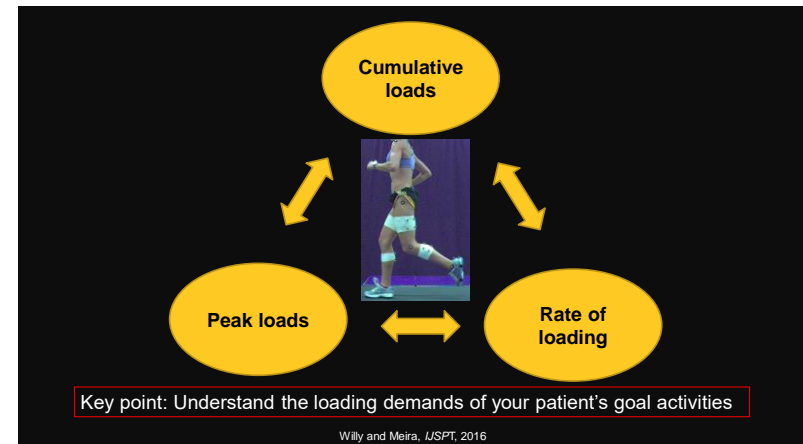 Cumulative
loads
Peak loads
Rate of
loading
Key point: Understand the loading demands of your patient’s goal activities
Willy and Meira, IJSPT, 2016